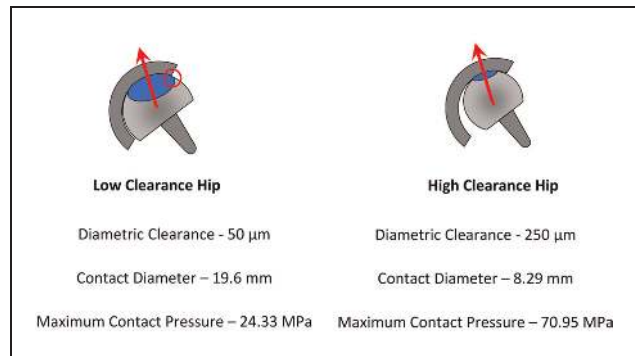 Low Clearance Hip
High Clearance Hip
Diametric Clearance - 50 μm
Diametric Clearance - 250 μm
Contact Diameter – 19.6 mm
Contact Diameter – 8.29 mm
Maximum Contact Pressure – 24.33 MPa
Maximum Contact Pressure – 70.95 MPa